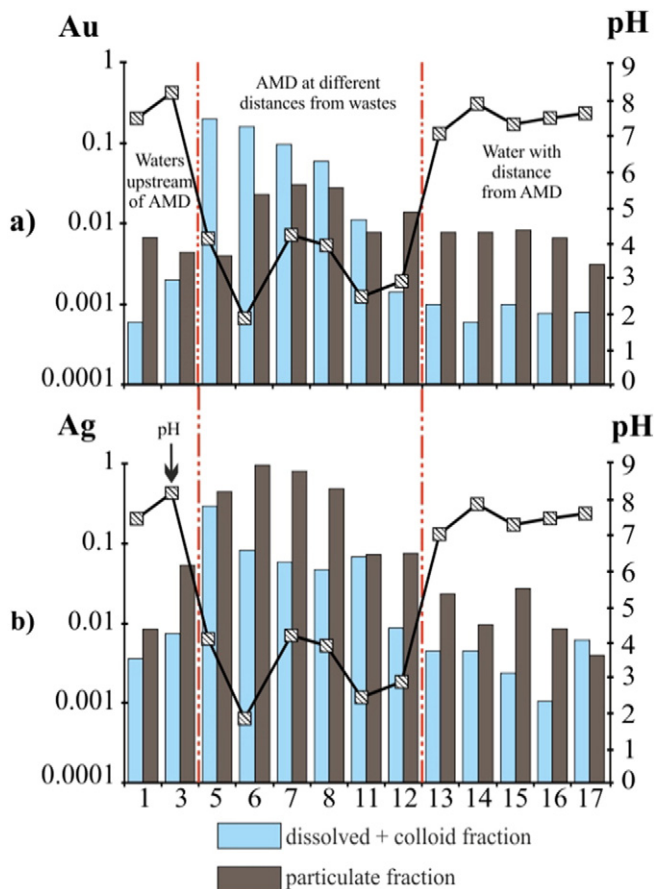 Au
pH
1
0.1
0.01
0.001
0.0001
9
8
7
6
5
4
3
2
1
0
AMD at different
distances from wastes
Waters
upstream
of AMD
Water with
distance
from AMD
a)
Ag
pH
pH
1
0.1
0.01
0.001
0.0001
9
8
7
6
5
4
3
2
1
0
b)
1 3 5 6 7 8 11 12 13 14 15 16 17
dissolved + colloid fraction
particulate fraction